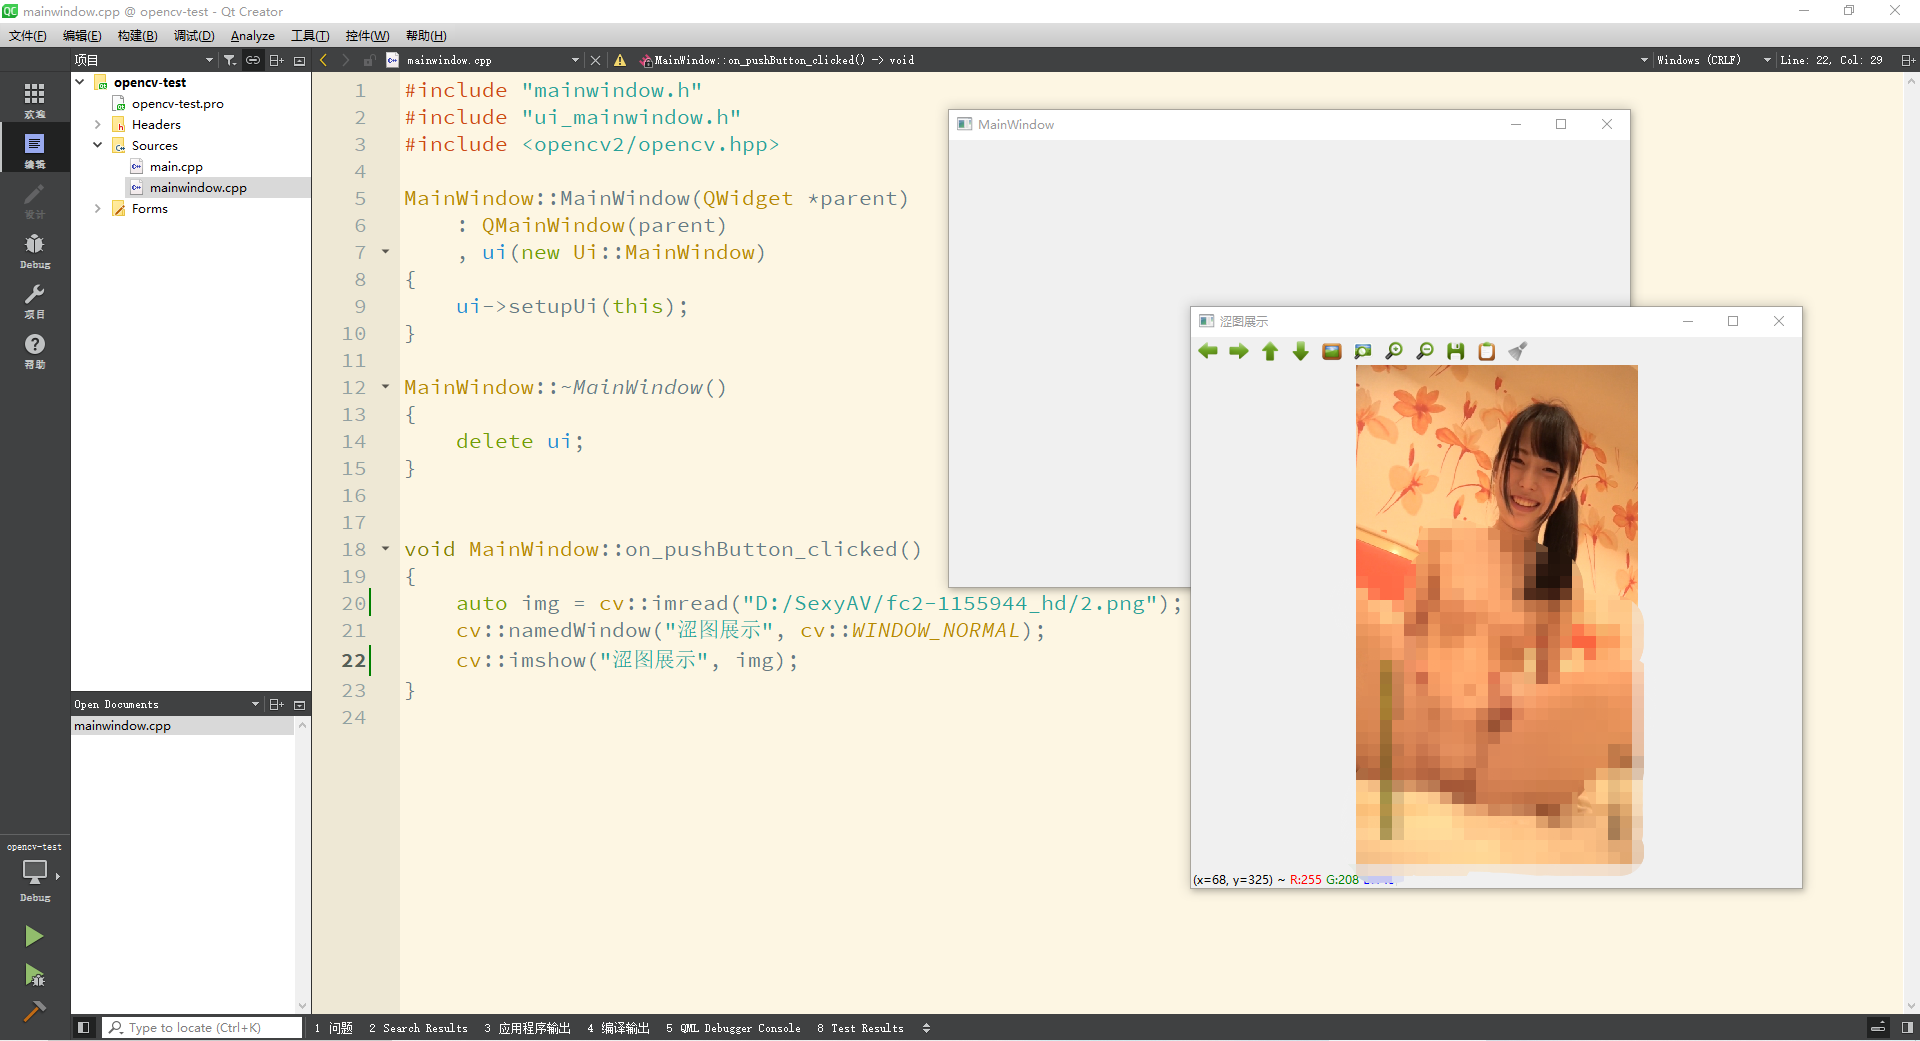 mainwindow.cpp @ opencv-test - Qt Creator
文件(F) 编辑(E) 构建(B) 调试(D) Analyze 工具(T) 控件(W) 帮助(H)
项目
mainwindow.cpp
MainWindow::on_pushButton_clicked() -> void
Windows (CRLF)
Line: 22, Col: 29
欢迎
编辑
设计
Debug
项目
帮助
opencv-test
opencv-test.pro
Headers
Sources
main.cpp
mainwindow.cpp
Forms
Open Documents
mainwindow.cpp
opencv-test
Debug
1 #include "mainwindow.h"
2 #include "ui_mainwindow.h"
3 #include <opencv2/opencv.hpp>
4
5 MainWindow::MainWindow(QWidget *parent)
6 : QMainWindow(parent)
7 , ui(new Ui::MainWindow)
8 {
9 ui->setupUi(this);
10 }
11
12 MainWindow::~MainWindow()
13 {
14 delete ui;
15 }
16
17
18 void MainWindow::on_pushButton_clicked()
19 {
20 auto img = cv::imread("D:/SexyAV/fc2-1155944_hd/2.png");
21 cv::namedWindow("涩图展示", cv::WINDOW_NORMAL);
22 cv::imshow("涩图展示", img);
23 }
24
MainWindow
涩图展示
(x=68, y=325) ~ R:255 G:208
Type to locate (Ctrl+K)
1 问题 2 Search Results 3 应用程序输出 4 编译输出 5 QML Debugger Console 8 Test Results